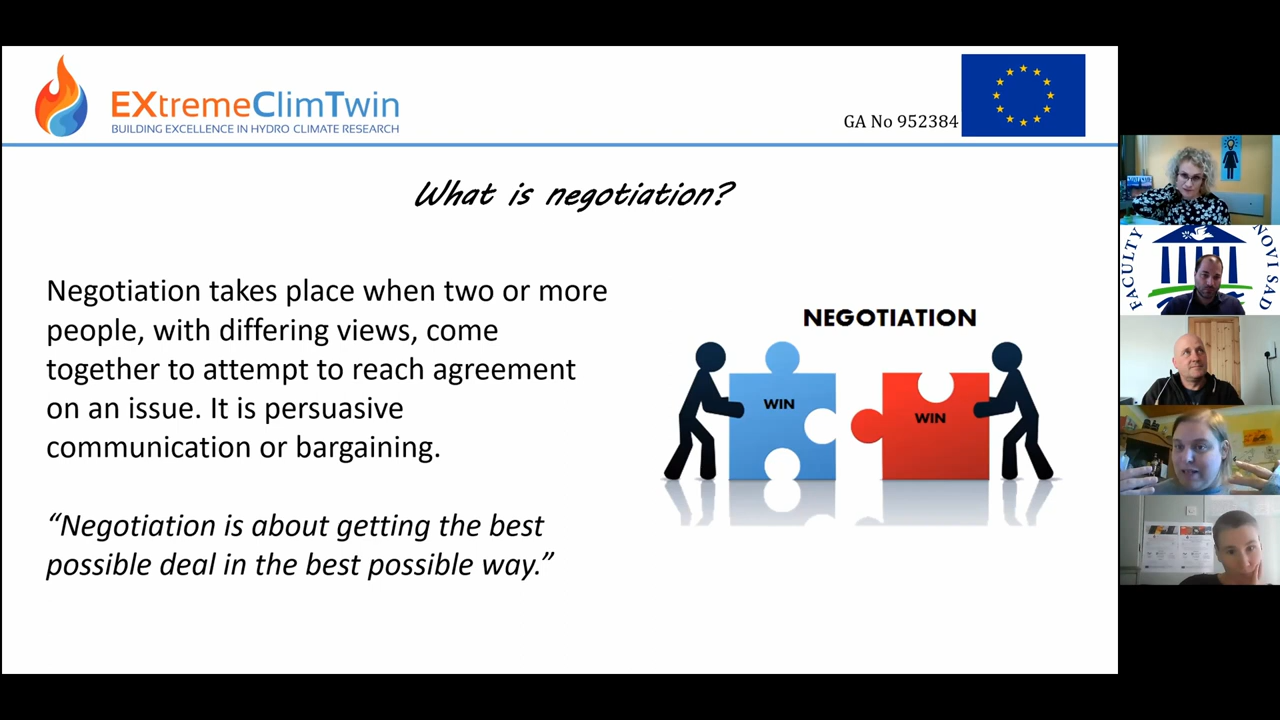 EXtremeClimTwin
BUILDING EXCELLENCE IN HYDRO CLIMATE RESEARCH
GA No 952384
What is negotiation?
Negotiation takes place when two or more
people, with differing views, come
together to attempt to reach agreement
on an issue. It is persuasive
communication or bargaining.
“Negotiation is about getting the best
possible deal in the best possible way.”
NEGOTIATION
WIN
WIN
FACULTY
NOVI SAD